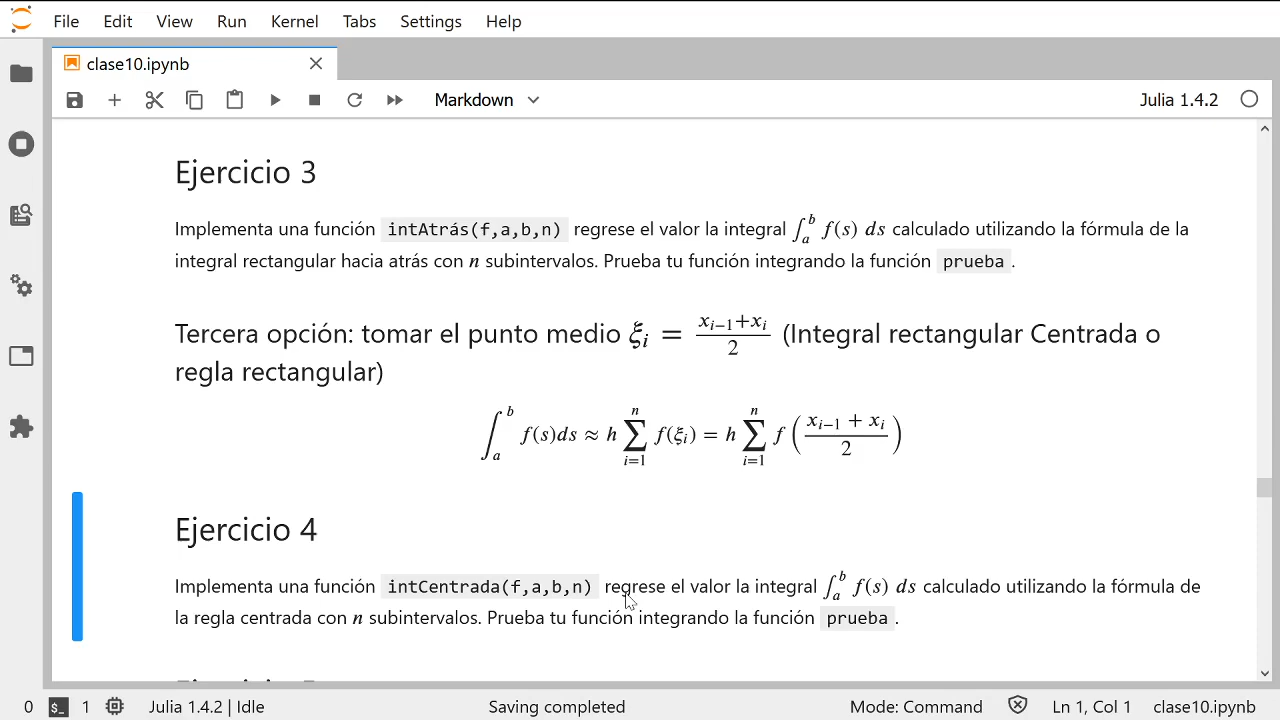 File Edit View Run Kernel Tabs Settings Help
clase10.ipynb
Markdown Julia 1.4.2
Ejercicio 3
Implementa una función intAtrás(f,a,b,n) regrese el valor la integral ∫_a^b f(s) ds calculado utilizando la fórmula de la
integral rectangular hacia atrás con n subintervalos. Prueba tu función integrando la función prueba .
Tercera opción: tomar el punto medio ξ_i = (x_{i−1}+x_i)/2 (Integral rectangular Centrada o
regla rectangular)
∫_a^b f(s)ds ≈ h ∑_{i=1}^n f(ξ_i) = h ∑_{i=1}^n f((x_{i−1} + x_i)/2)
Ejercicio 4
Implementa una función intCentrada(f,a,b,n) regrese el valor la integral ∫_a^b f(s) ds calculado utilizando la fórmula de
la regla centrada con n subintervalos. Prueba tu función integrando la función prueba .
0 $_ 1 Julia 1.4.2 | Idle Saving completed Mode: Command Ln 1, Col 1 clase10.ipynb